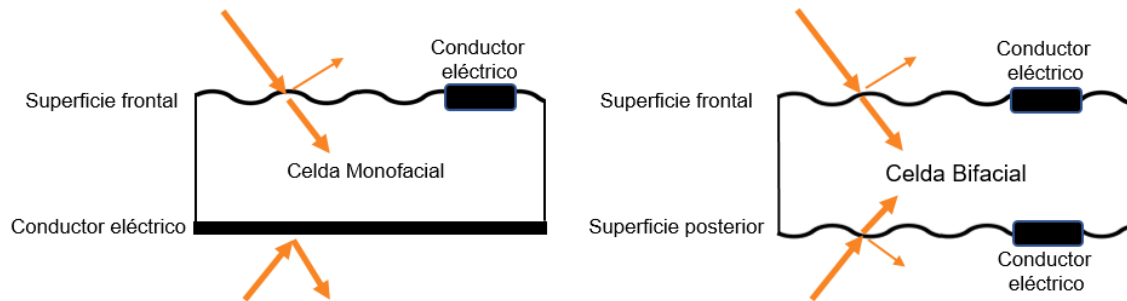 Conductor
eléctrico
Superficie frontal
Celda Monofacial
Conductor eléctrico
Conductor
eléctrico
Superficie frontal
Celda Bifacial
Superficie posterior
Conductor
eléctrico